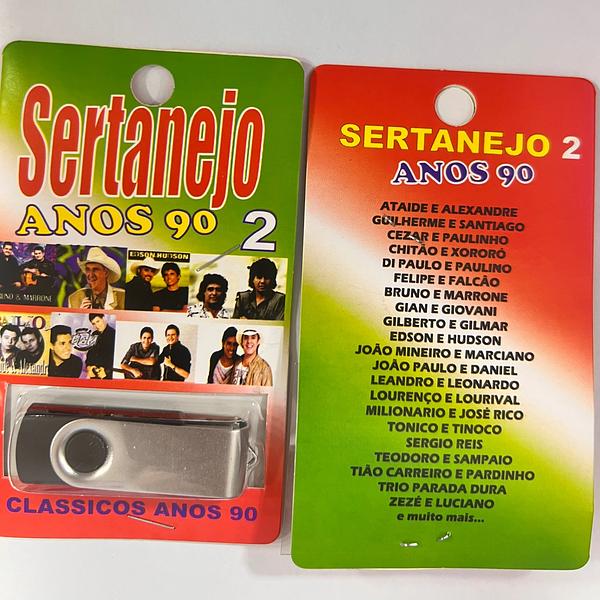 Sertanejo
ANOS 90 2
BRUNO & MARRONE
EDSON HUDSON
CLASSICOS ANOS 90
SERTANEJO 2
ANOS 90
ATAIDE E ALEXANDRE
GUILHERME E SANTIAGO
CEZAR E PAULINHO
CHITÃO E XORORÓ
DI PAULO E PAULINO
FELIPE E FALCÃO
BRUNO E MARRONE
GIAN E GIOVANI
GILBERTO E GILMAR
EDSON E HUDSON
JOÃO MINEIRO E MARCIANO
JOÃO PAULO E DANIEL
LEANDRO E LEONARDO
LOURENÇO E LOURIVAL
MILIONARIO E JOSÉ RICO
TONICO E TINOCO
SERGIO REIS
TEODORO E SAMPAIO
TIÃO CARREIRO E PARDINHO
TRIO PARADA DURA
ZEZÉ E LUCIANO
e muito mais...